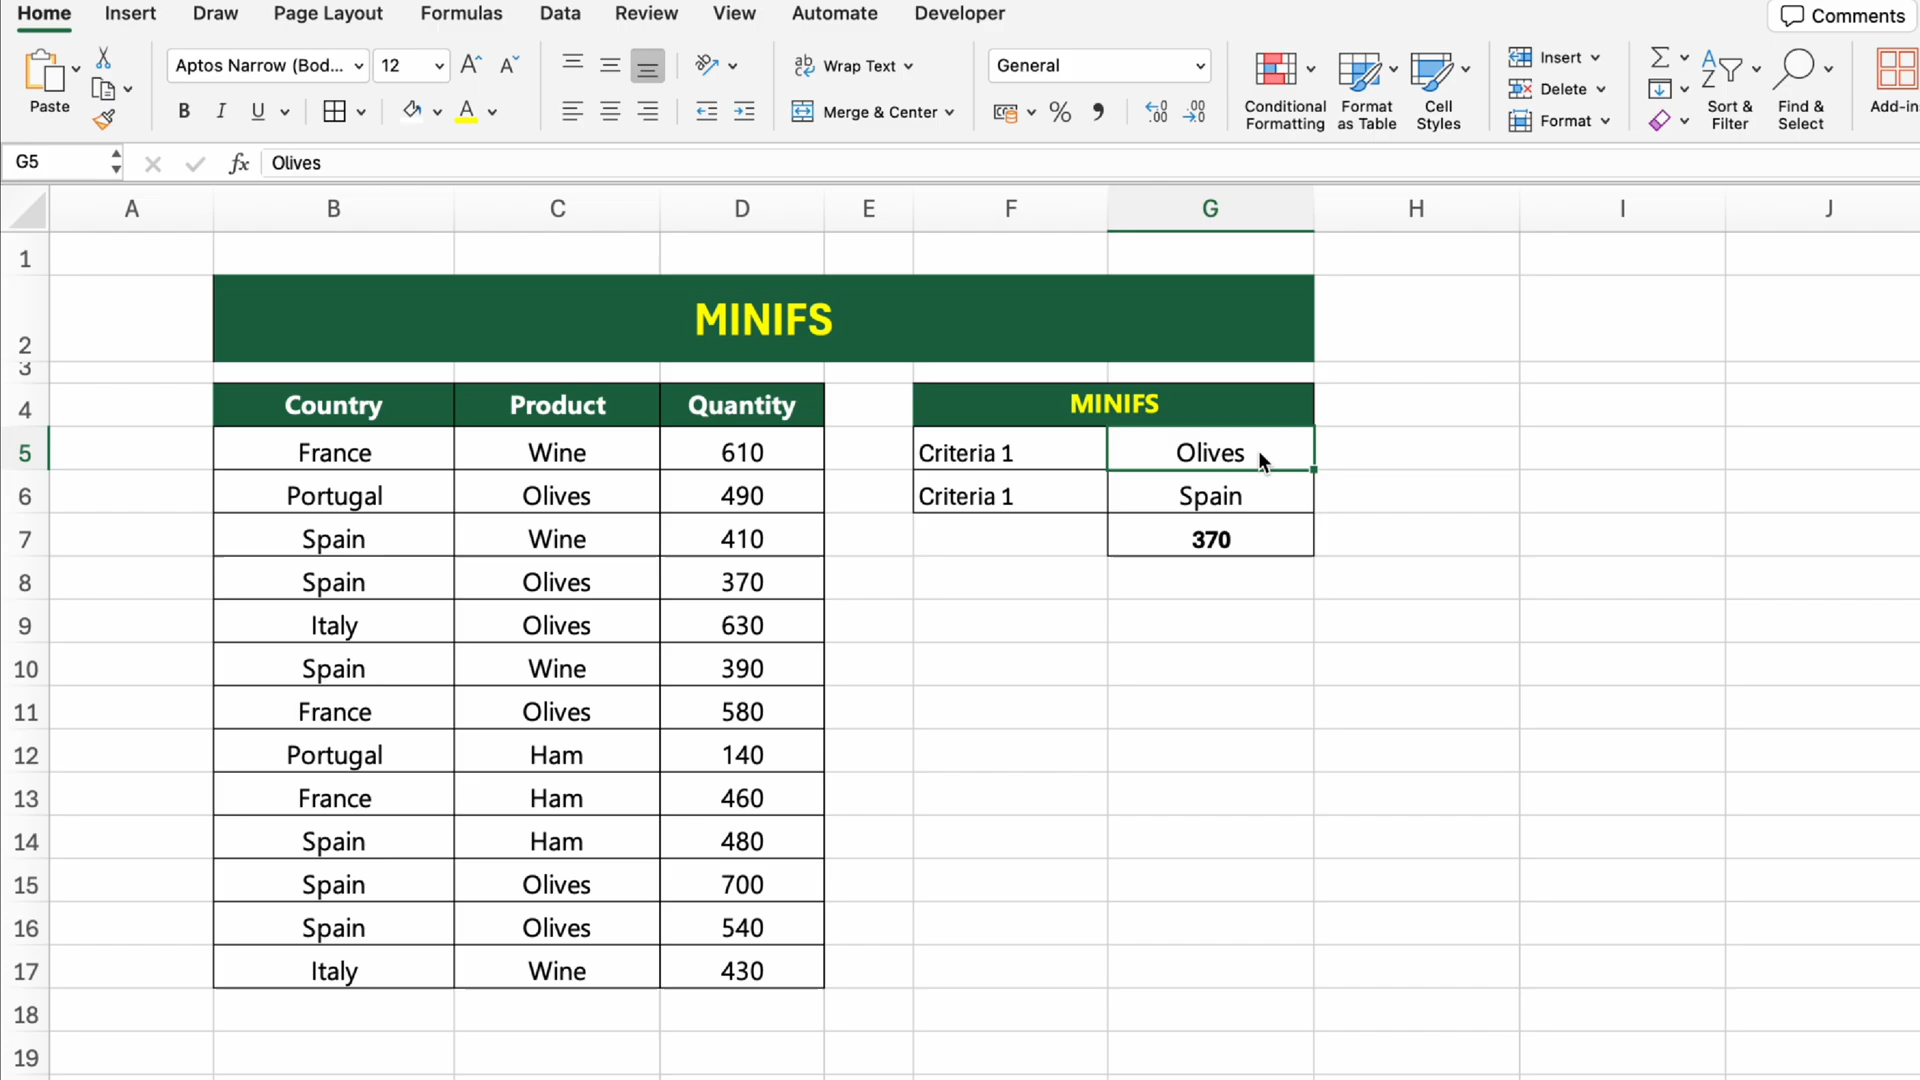 Home Insert Draw Page Layout Formulas Data Review View Automate Developer Comments
Aptos Narrow (Bod... 12 A A Wrap Text General Insert
Delete
Paste Conditional Formatting Format as Table Cell Styles Sort & Filter Find & Select Add-in
B I U A Merge & Center % Format
G5 fx Olives
A B C D E F G H I J
1
2 MINIFS
3
4 Country Product Quantity MINIFS
5 France Wine 610 Criteria 1 Olives
6 Portugal Olives 490 Criteria 1 Spain
7 Spain Wine 410 370
8 Spain Olives 370
9 Italy Olives 630
10 Spain Wine 390
11 France Olives 580
12 Portugal Ham 140
13 France Ham 460
14 Spain Ham 480
15 Spain Olives 700
16 Spain Olives 540
17 Italy Wine 430
18
19